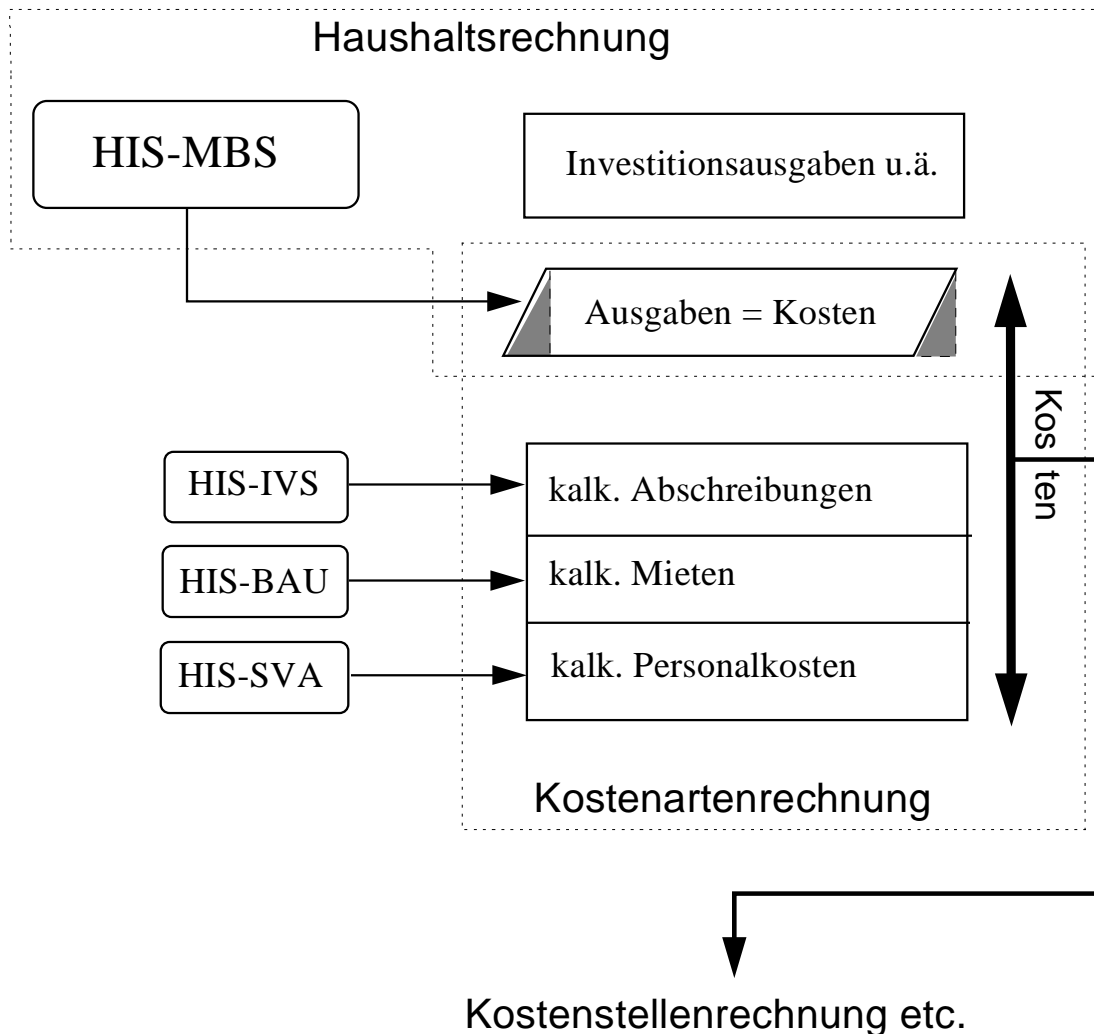 Haushaltsrechnung
HIS-MBS
Investitionsausgaben u.ä.
Ausgaben = Kosten
Kos ten
HIS-IVS
kalk. Abschreibungen
HIS-BAU
kalk. Mieten
HIS-SVA
kalk. Personalkosten
Kostenartenrechnung
Kostenstellenrechnung etc.